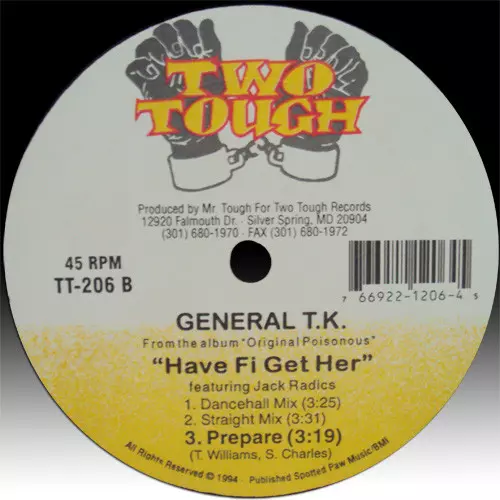 TWO
TOUGH
Produced by Mr. Tough For Two Tough Records
12920 Falmouth Dr. · Silver Spring, MD 20904
(301) 680-1970 · FAX (301) 680-1972
45 RPM
TT-206 B
7 66922-1206-4 5
GENERAL T.K.
From the album "Original Poisonous"
"Have Fi Get Her"
featuring Jack Radics
1. Dancehall Mix (3:25)
2. Straight Mix (3:31)
3. Prepare (3:19)
(T. Williams, S. Charles)
All Rights Reserved © 1994 · Published Spotted Paw Music/BMI